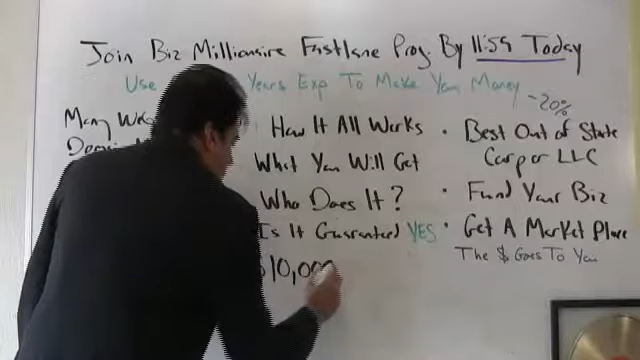 Join Biz Millionaire Fastlane Prog. By 11:59 Today
Use Years Exp To Make You Money
-20%
Many
How It All Works
What You Will Get
Who Does It?
Is It Guaranteed YES
$10,000
• Best Out of State
Corp or LLC
• Fund Your Biz
• Get A Market Place
The $ Goes To You